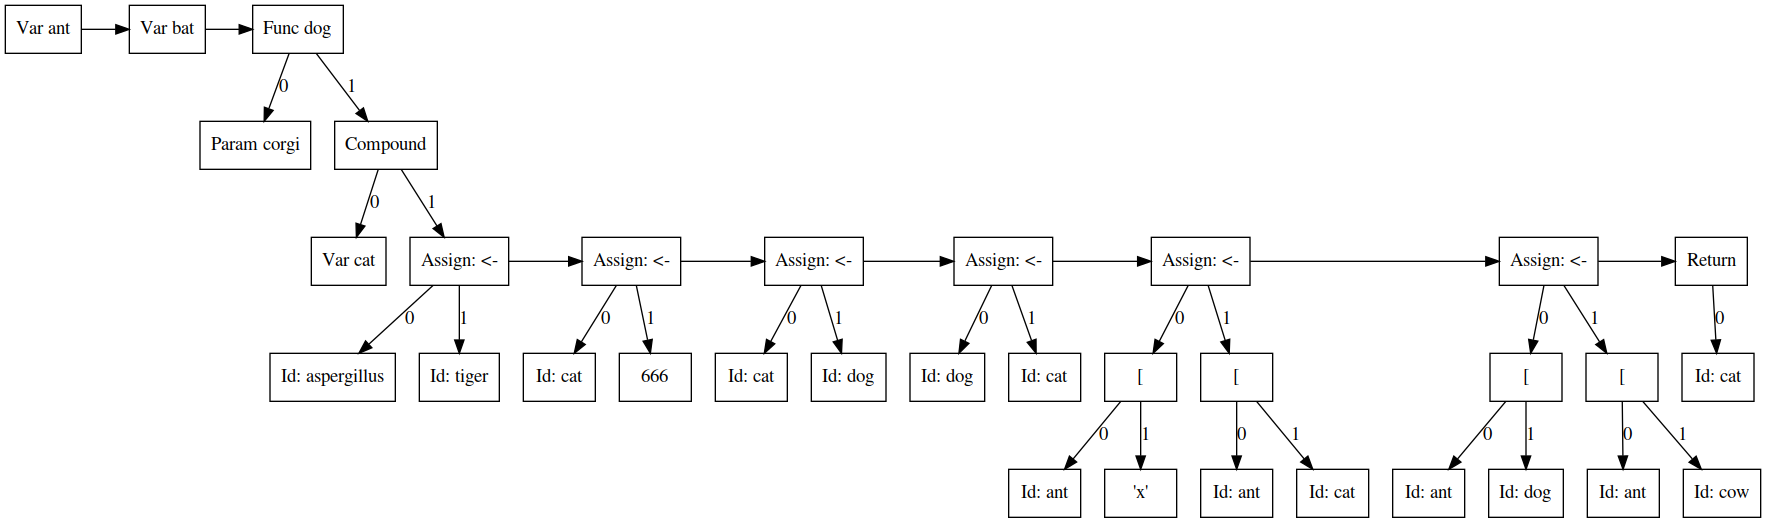 Var ant
Var bat
Func dog
0
1
Param corgi
Compound
0
1
Var cat
Assign: <-
Assign: <-
Assign: <-
Assign: <-
Assign: <-
Assign: <-
Return
0
1
0
1
0
1
0
1
0
1
0
1
0
Id: aspergillus
Id: tiger
Id: cat
666
Id: cat
Id: dog
Id: dog
Id: cat
[
[
[
[
Id: cat
0
1
0
1
0
1
0
1
Id: ant
'x'
Id: ant
Id: cat
Id: ant
Id: dog
Id: ant
Id: cow